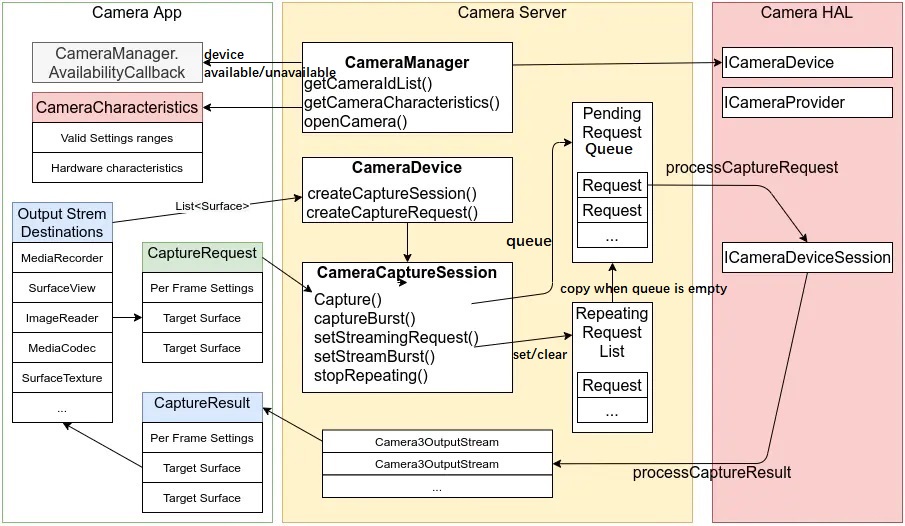 Camera App
Camera Server
Camera HAL
CameraManager.
AvailabilityCallback
device
available/unavailable
CameraCharacteristics
Valid Settings ranges
Hardware characteristics
Output Strem
Destinations
MediaRecorder
SurfaceView
ImageReader
MediaCodec
SurfaceTexture
...
CaptureRequest
Per Frame Settings
Target Surface
Target Surface
CaptureResult
Per Frame Settings
Target Surface
Target Surface
List<Surface>
CameraManager
getCameraIdList()
getCameraCharacteristics()
openCamera()
CameraDevice
createCaptureSession()
createCaptureRequest()
CameraCaptureSession
Capture()
captureBurst()
setStreamingRequest()
setStreamBurst()
stopRepeating()
queue
set/clear
Pending
Request
Queue
Request
Request
...
copy when queue is empty
Repeating
Request
List
Request
...
Camera3OutputStream
Camera3OutputStream
...
ICameraDevice
ICameraProvider
processCaptureRequest
ICameraDeviceSession
processCaptureResult